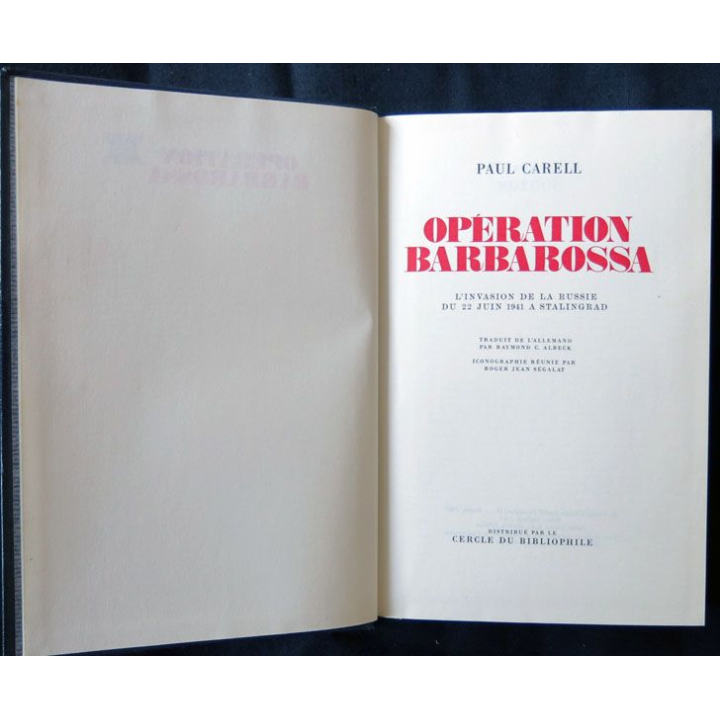 PAUL CARELL
OPÉRATION
BARBAROSSA
L'INVASION DE LA RUSSIE
DU 22 JUIN 1941 A STALINGRAD
TRADUIT DE L'ALLEMAND
PAR RAYMOND C. ALBECK
ICONOGRAPHIE RÉUNIE PAR
ROGER JEAN SÉGALAT
DISTRIBUÉ PAR LE
CERCLE DU BIBLIOPHILE